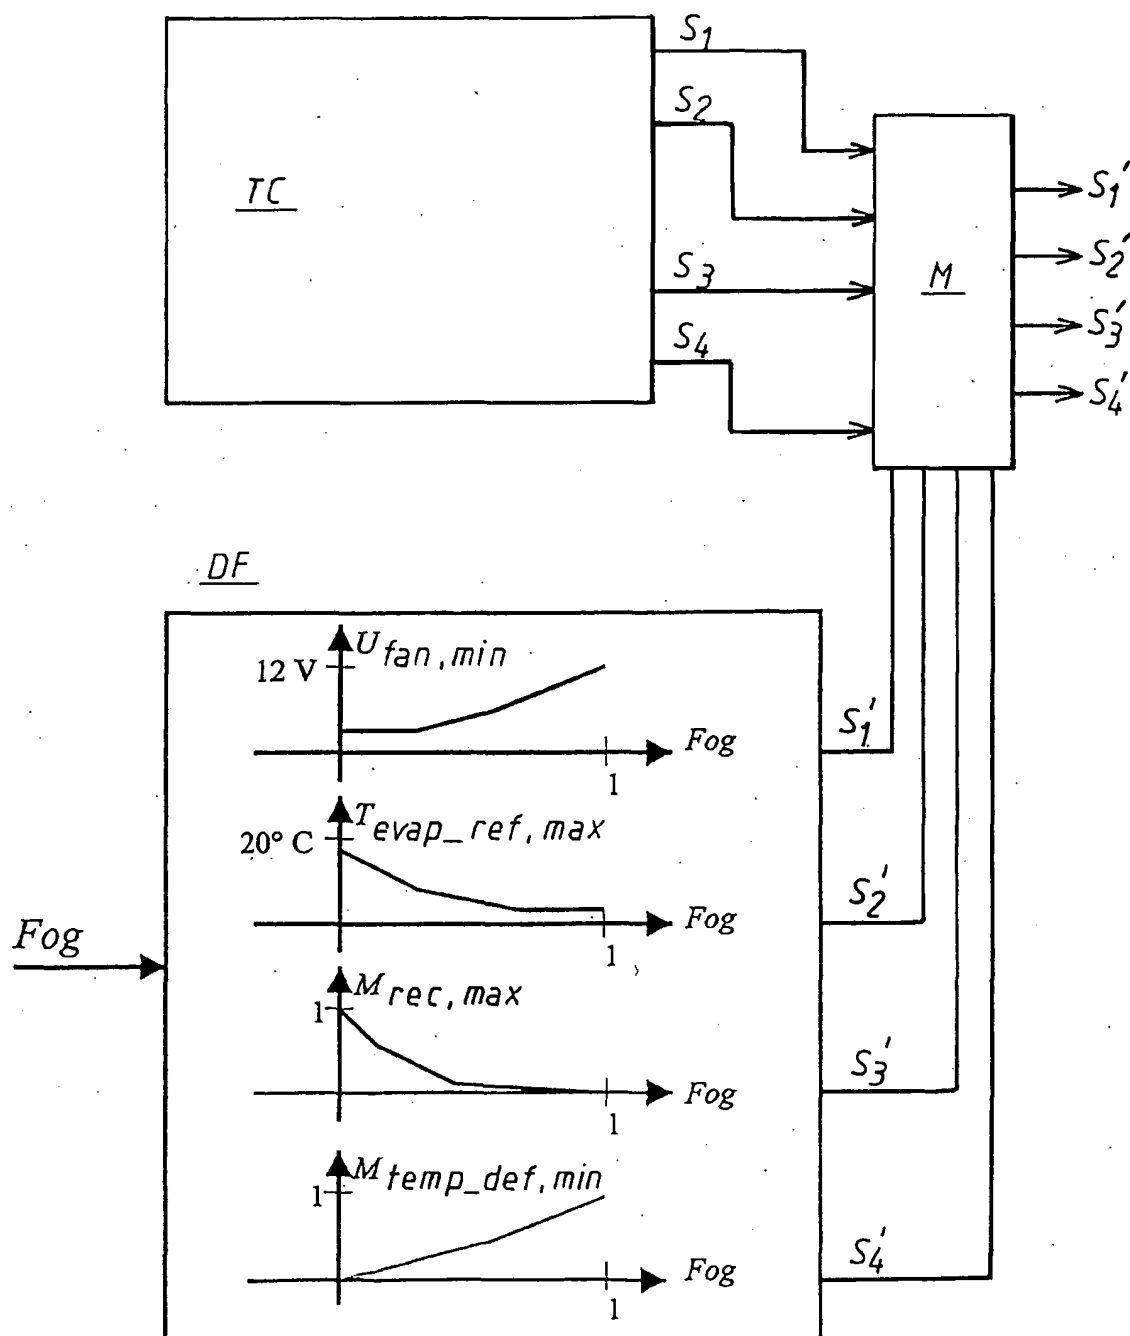 S1
S2
TC
S3
S4
M
S1'
S2'
S3'
S4'
DF
Fog
Ufan,min
12 V
Fog
1
S1'
Tevap_ref,max
20° C
Fog
1
S2'
Mrec,max
1
Fog
1
S3'
Mtemp_def,min
1
Fog
1
S4'